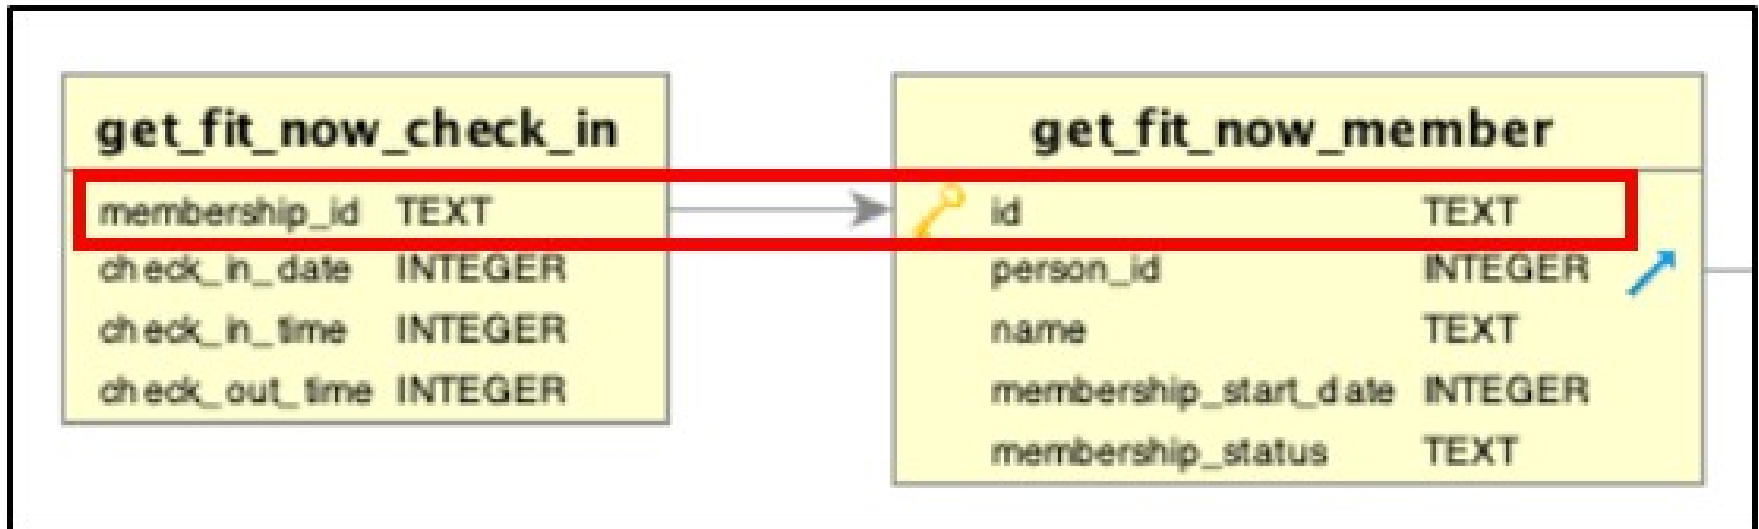 get_fit_now_check_in
membership_id TEXT
check_in_date INTEGER
check_in_time INTEGER
check_out_time INTEGER
get_fit_now_member
id TEXT
person_id INTEGER
name TEXT
membership_start_date INTEGER
membership_status TEXT